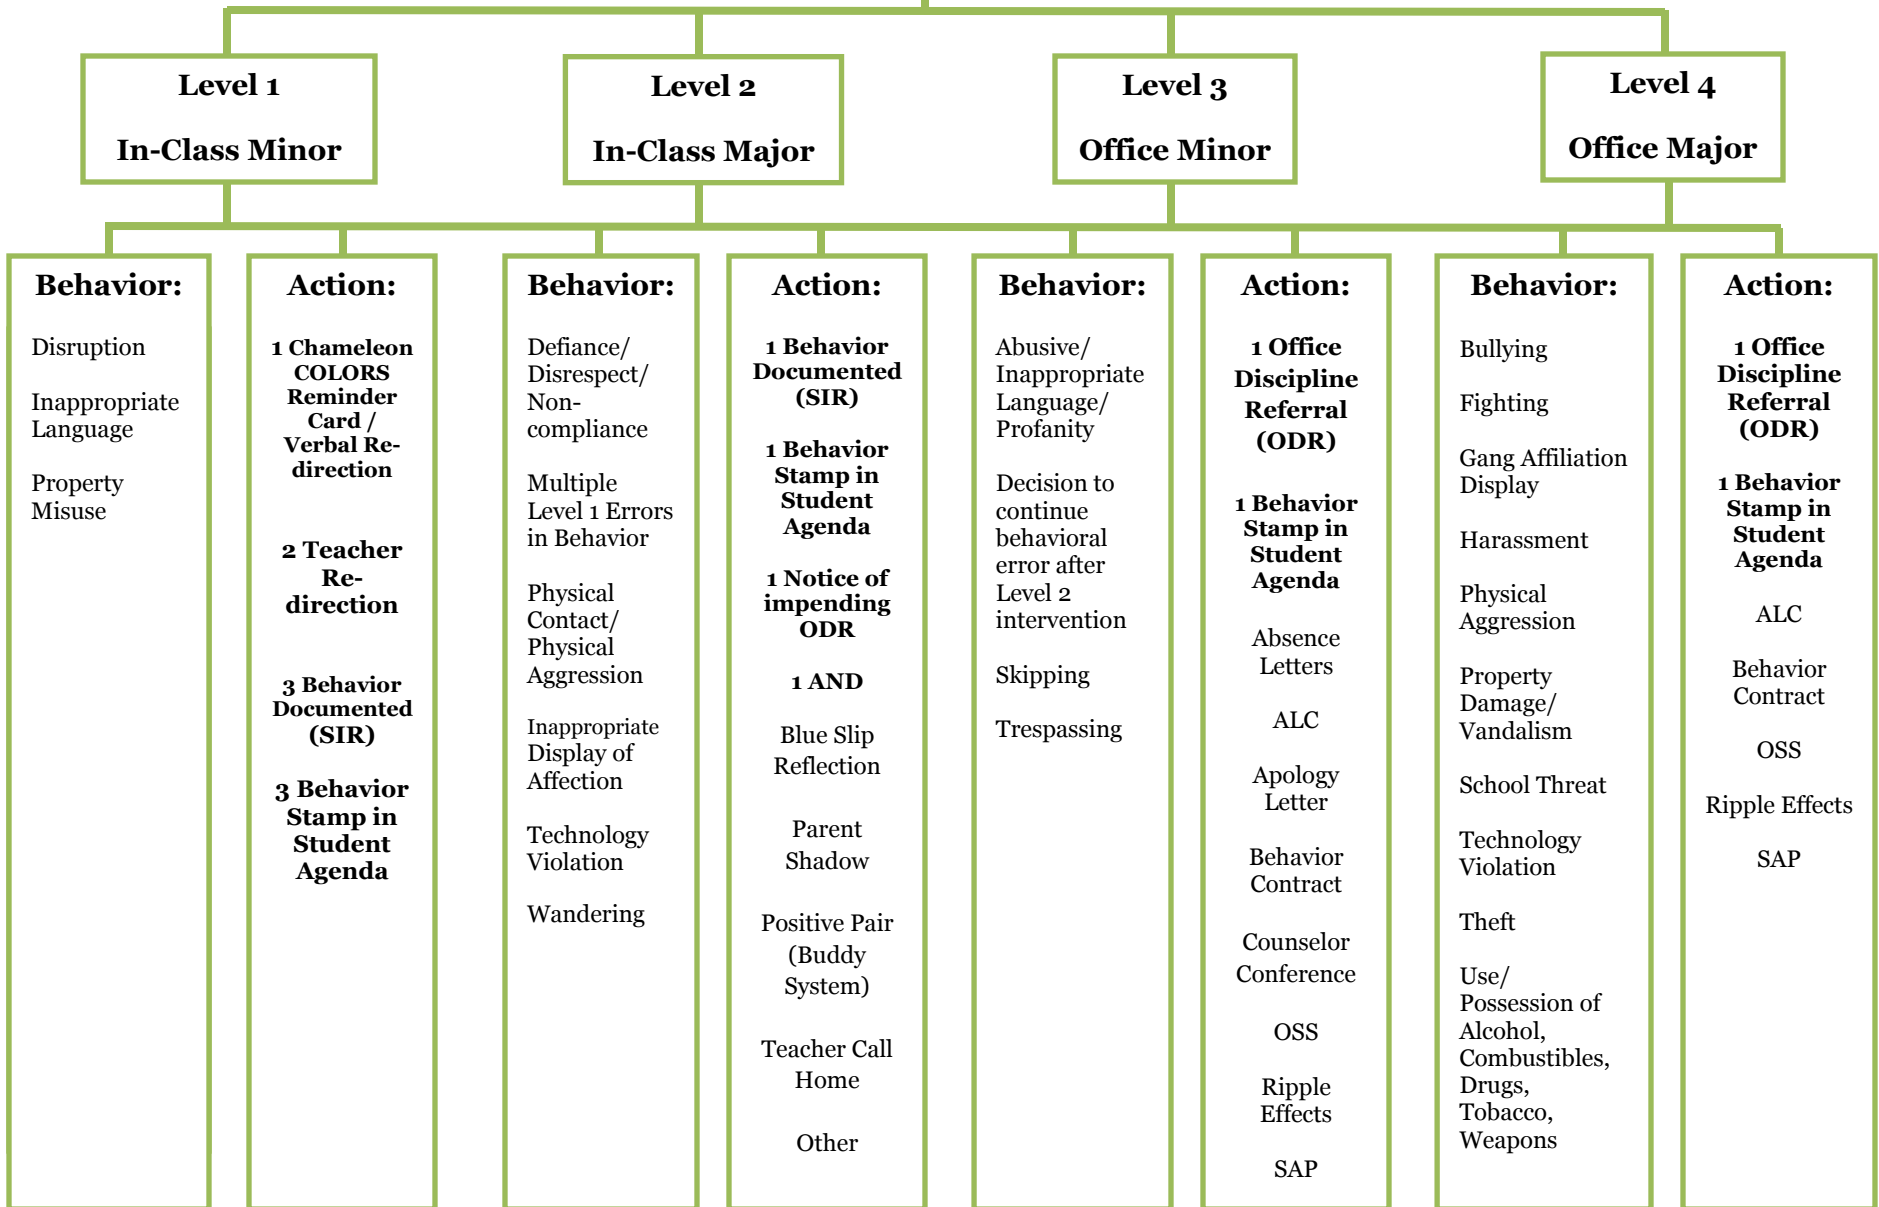 Level 1
In-Class Minor
Level 2
In-Class Major
Level 3
Office Minor
Level 4
Office Major
Behavior:
Disruption
Inappropriate
Language
Property
Misuse
Action:
1 Chameleon
COLORS
Reminder
Card /
Verbal Re-
direction
2 Teacher
Re-
direction
3 Behavior
Documented
(SIR)
3 Behavior
Stamp in
Student
Agenda
Behavior:
Defiance/
Disrespect/
Non-
compliance
Multiple
Level 1 Errors
in Behavior
Physical
Contact/
Physical
Aggression
Inappropriate
Display of
Affection
Technology
Violation
Wandering
Action:
1 Behavior
Documented
(SIR)
1 Behavior
Stamp in
Student
Agenda
1 Notice of
impending
ODR
1 AND
Blue Slip
Reflection
Parent
Shadow
Positive Pair
(Buddy
System)
Teacher Call
Home
Other
Behavior:
Abusive/
Inappropriate
Language/
Profanity
Decision to
continue
behavioral
error after
Level 2
intervention
Skipping
Trespassing
Action:
1 Office
Discipline
Referral
(ODR)
1 Behavior
Stamp in
Student
Agenda
Absence
Letters
ALC
Apology
Letter
Behavior
Contract
Counselor
Conference
OSS
Ripple
Effects
SAP
Behavior:
Bullying
Fighting
Gang Affiliation
Display
Harassment
Physical
Aggression
Property
Damage/
Vandalism
School Threat
Technology
Violation
Theft
Use/
Possession of
Alcohol,
Combustibles,
Drugs,
Tobacco,
Weapons
Action:
1 Office
Discipline
Referral
(ODR)
1 Behavior
Stamp in
Student
Agenda
ALC
Behavior
Contract
OSS
Ripple Effects
SAP